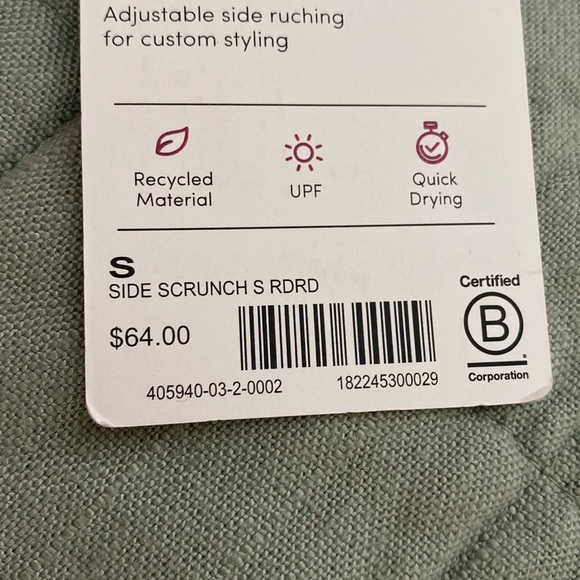 Adjustable side ruching
for custom styling
Recycled
Material
UPF
Quick
Drying
S
SIDE SCRUNCH S RDRD
$64.00
405940-03-2-0002
182245300029
Certified
B
Corporation